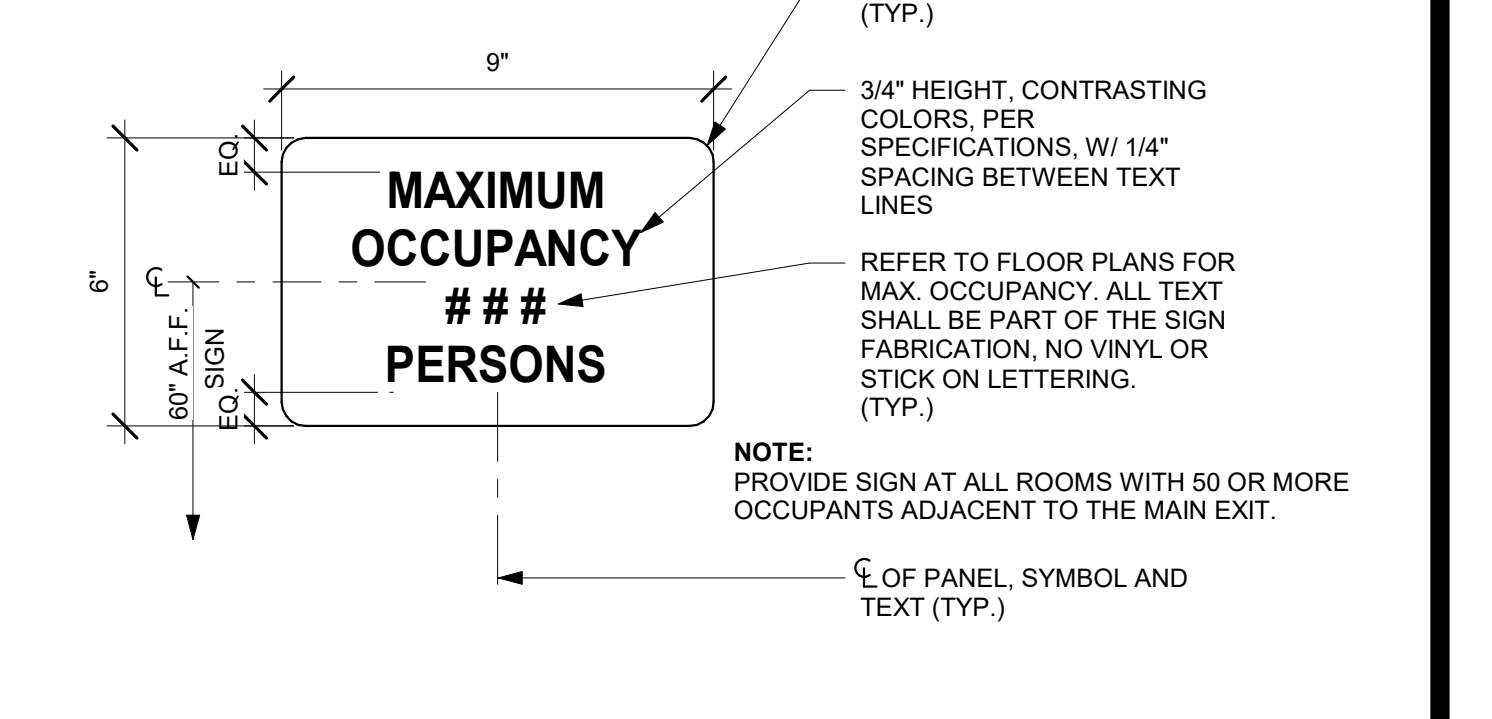 (TYP.)
9"
3/4" HEIGHT, CONTRASTING
COLORS, PER
SPECIFICATIONS, W/ 1/4"
SPACING BETWEEN TEXT
LINES
EQ.
MAXIMUM
OCCUPANCY
# # #
PERSONS
6"
℄
60" A.F.F.
SIGN
EQ.
REFER TO FLOOR PLANS FOR
MAX. OCCUPANCY. ALL TEXT
SHALL BE PART OF THE SIGN
FABRICATION, NO VINYL OR
STICK ON LETTERING.
(TYP.)
NOTE:
PROVIDE SIGN AT ALL ROOMS WITH 50 OR MORE
OCCUPANTS ADJACENT TO THE MAIN EXIT.
℄ OF PANEL, SYMBOL AND
TEXT (TYP.)